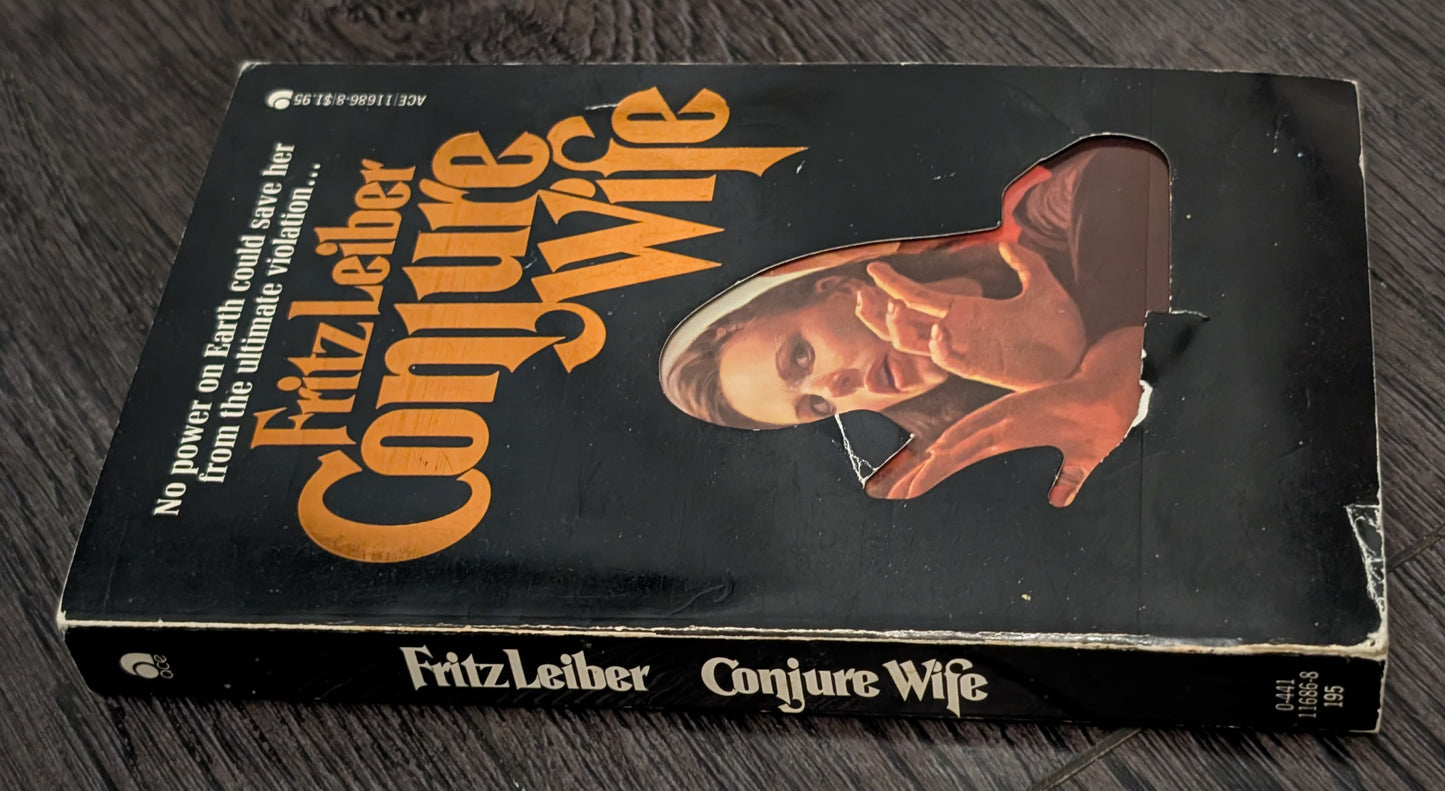 ACE|11686-8|$1.95
No power on Earth could save her
from the ultimate violation...
Fritz Leiber
Conjure
Wife
ace
Fritz Leiber Conjure Wife
0-441
11686-8
195